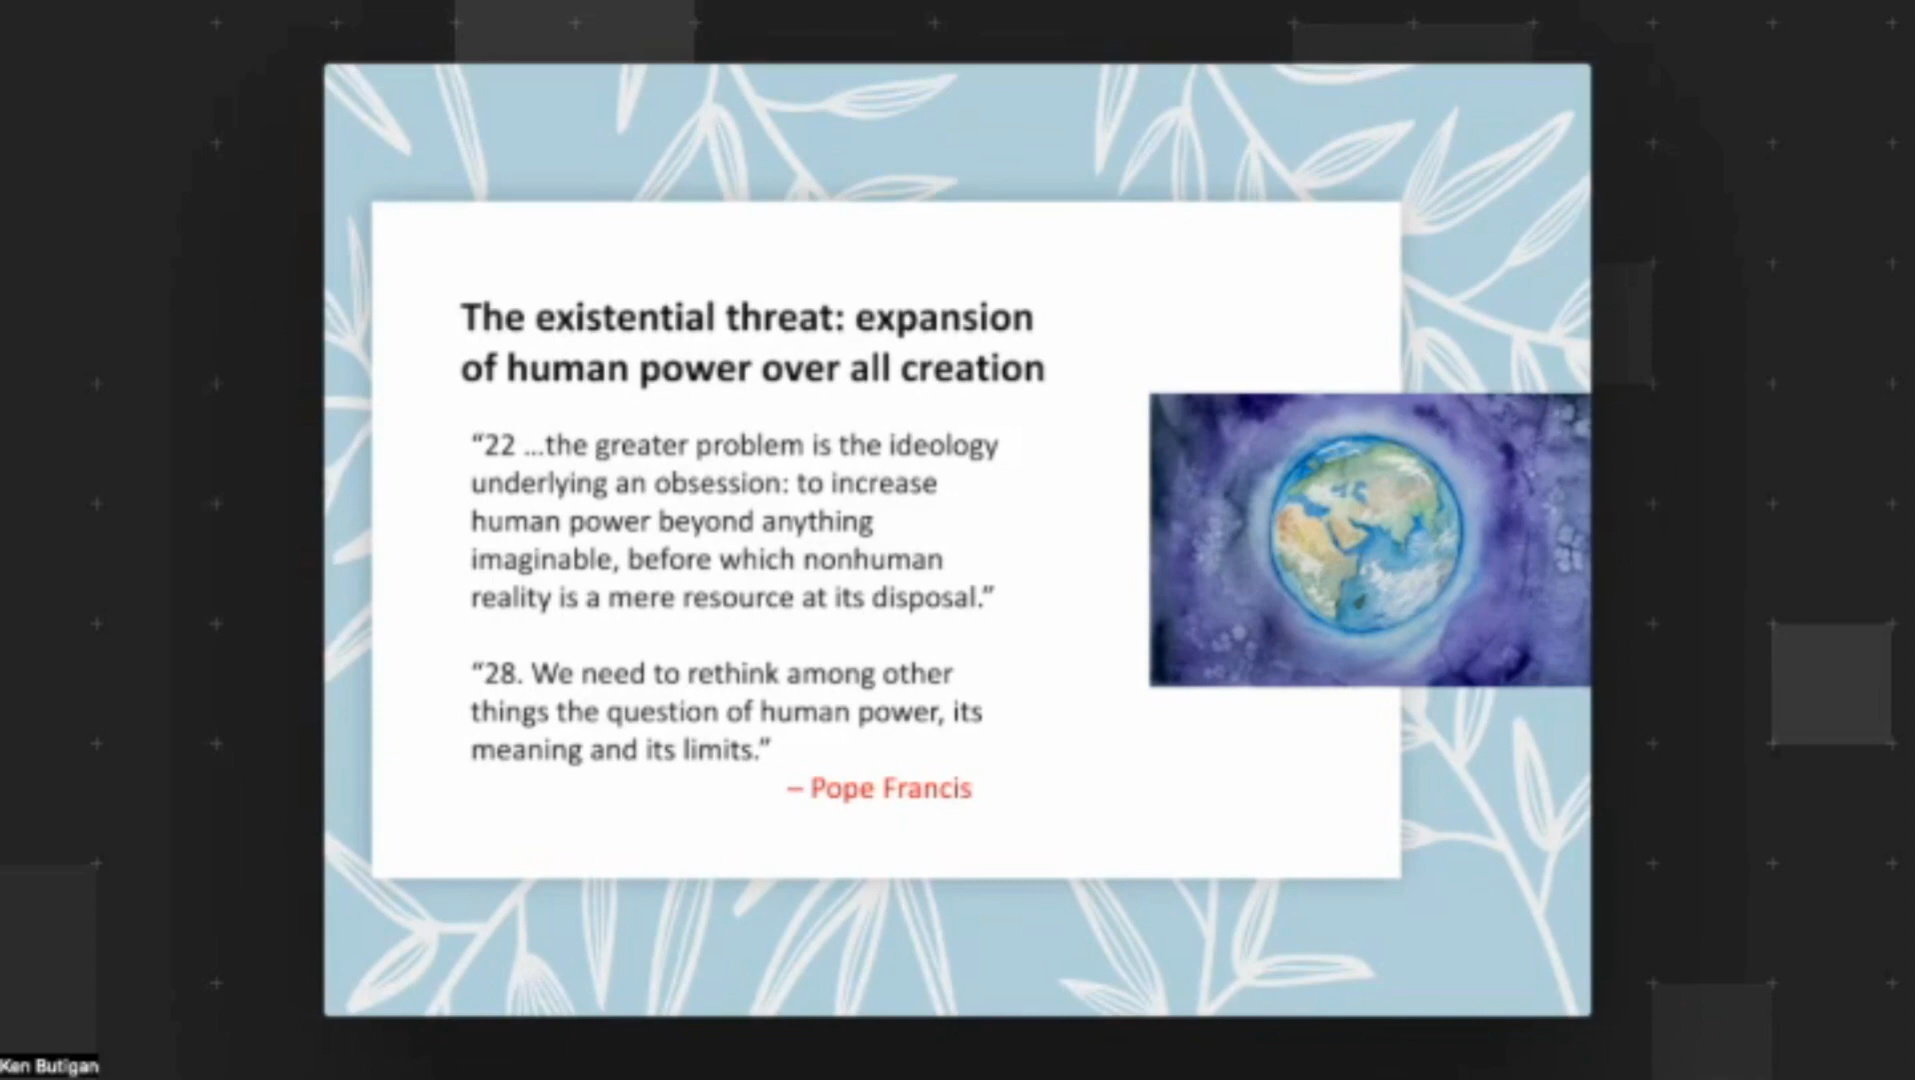 The existential threat: expansion
of human power over all creation
“22 ...the greater problem is the ideology
underlying an obsession: to increase
human power beyond anything
imaginable, before which nonhuman
reality is a mere resource at its disposal.”
“28. We need to rethink among other
things the question of human power, its
meaning and its limits.”
– Pope Francis
Ken Butigan